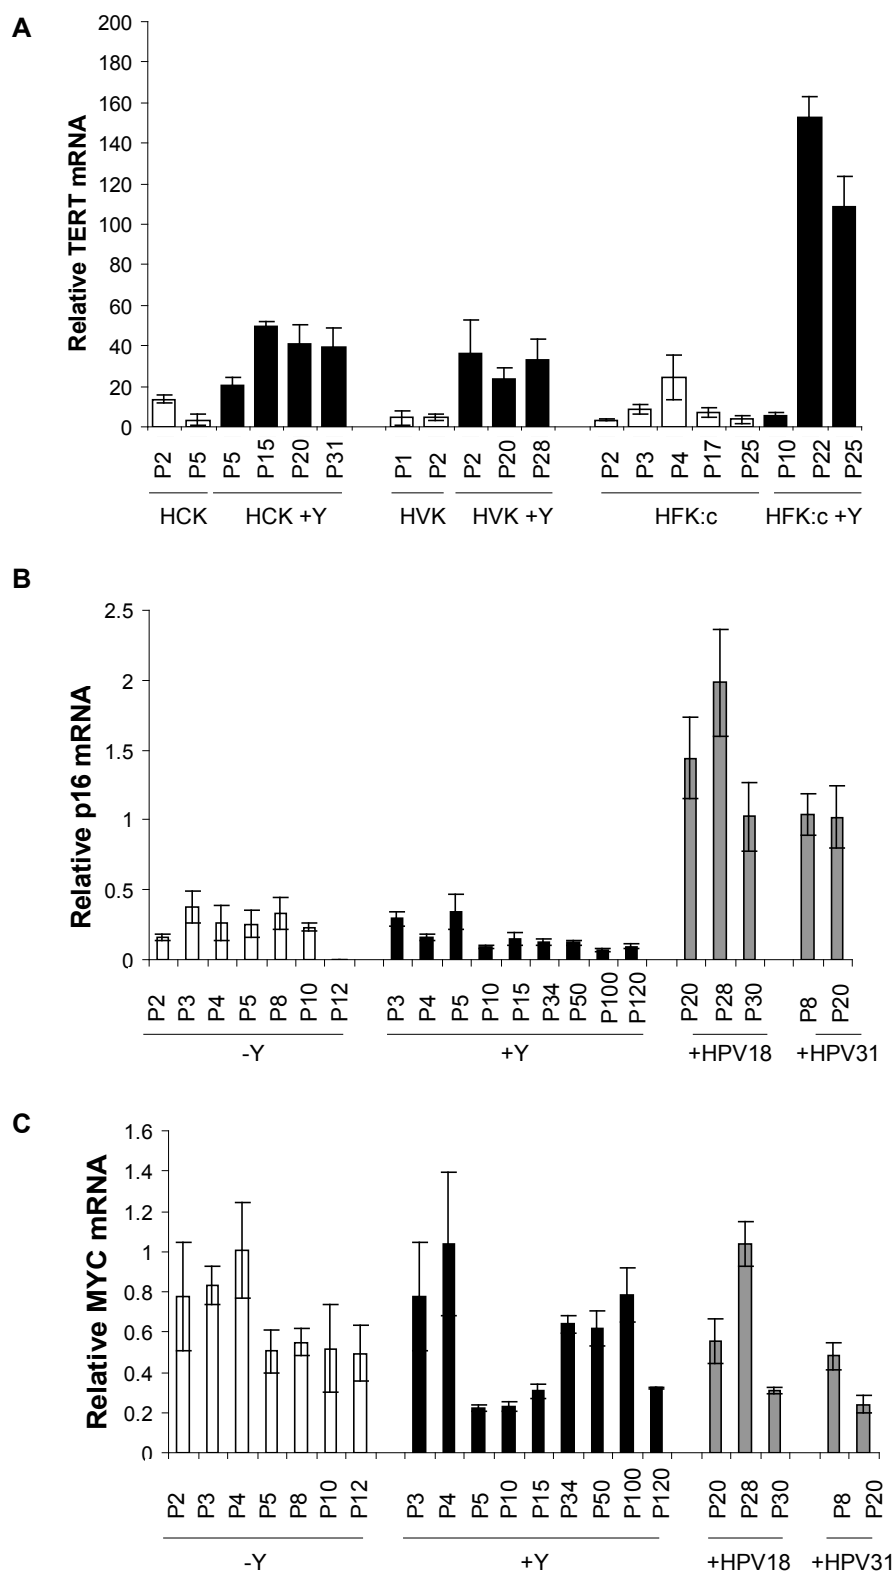 A
Relative TERT mRNA
200
180
160
140
120
100
80
60
40
20
0
P2 P5 P5 P15 P20 P31 P1 P2 P2 P20 P28 P2 P3 P4 P17 P25 P10 P22 P25
HCK HCK +Y HVK HVK +Y HFK:c HFK:c +Y
B
Relative p16 mRNA
2.5
2
1.5
1
0.5
0
P2 P3 P4 P5 P8 P10 P12 P3 P4 P5 P10 P15 P34 P50 P100 P120 P20 P28 P30 P8 P20
-Y +Y +HPV18 +HPV31
C
Relative MYC mRNA
1.6
1.4
1.2
1
0.8
0.6
0.4
0.2
0
P2 P3 P4 P5 P8 P10 P12 P3 P4 P5 P10 P15 P34 P50 P100 P120 P20 P28 P30 P8 P20
-Y +Y +HPV18 +HPV31